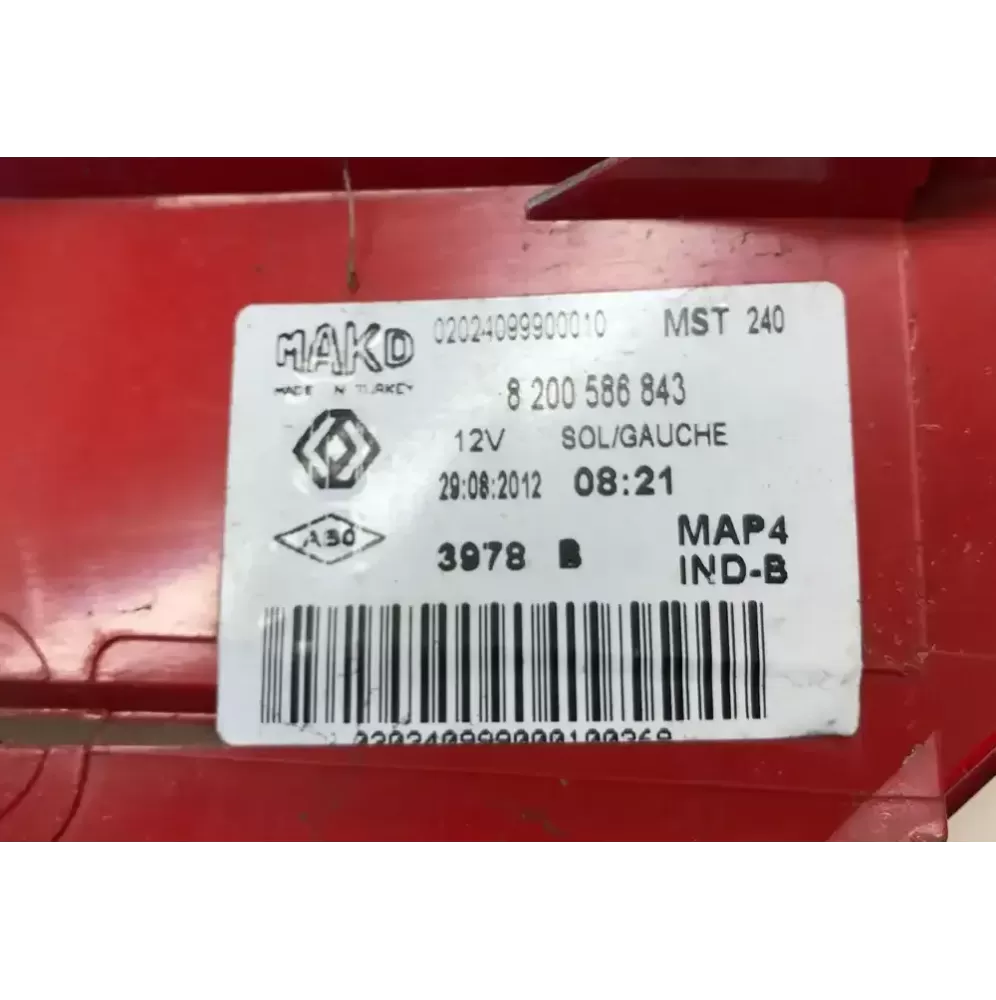 MAKO 02024099900010 MST 240
MADE IN TURKEY
8 200 586 843
12V SOL/GAUCHE
29:08:2012 08:21
MAP4
3978 B
IND-B